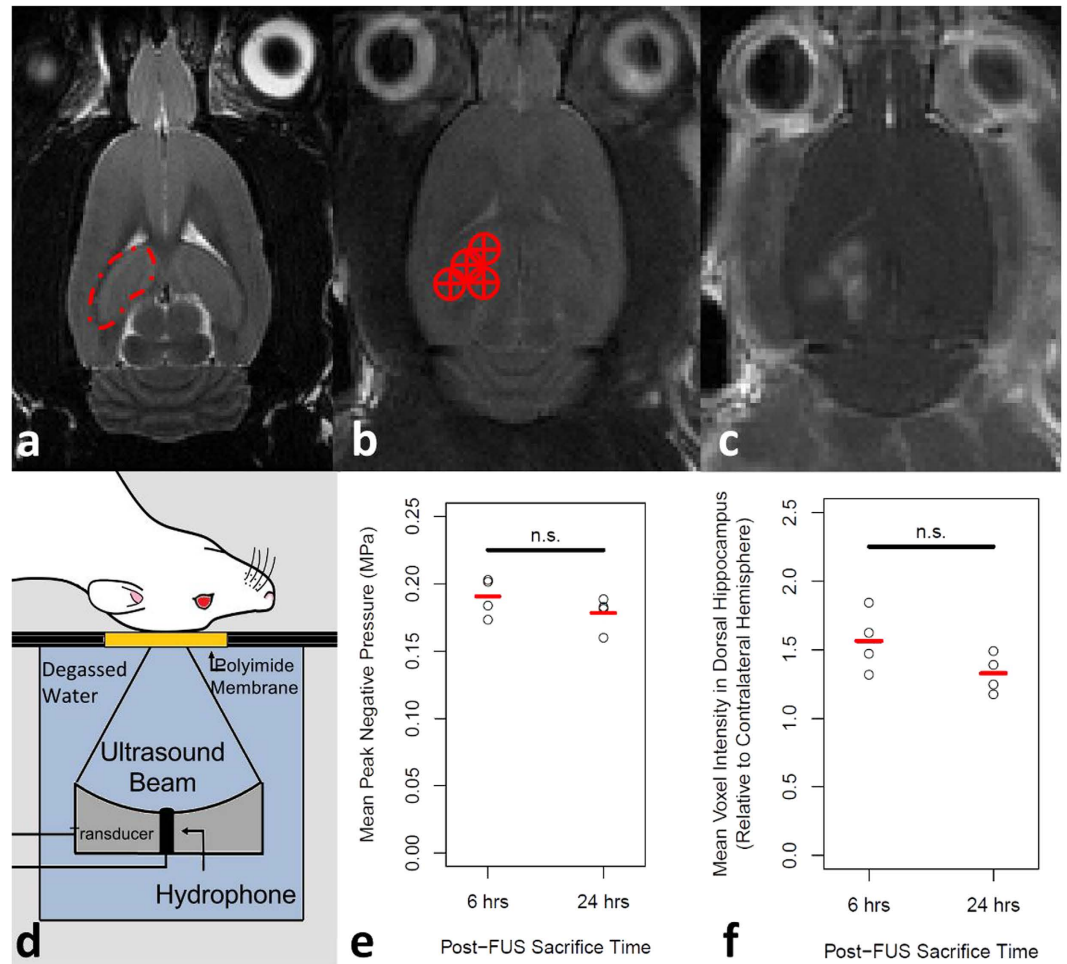 a
b
c
Degassed
Water
Polyimide
Membrane
Ultrasound
Beam
Transducer
Hydrophone
d
Mean Peak Negative Pressure (MPa)
0.25
0.20
0.15
0.10
0.05
0.00
n.s.
6 hrs
24 hrs
Post-FUS Sacrifice Time
e
Mean Voxel Intensity in Dorsal Hippocampus
(Relative to Contralateral Hemisphere)
2.5
2.0
1.5
1.0
0.5
0.0
n.s.
6 hrs
24 hrs
Post-FUS Sacrifice Time
f